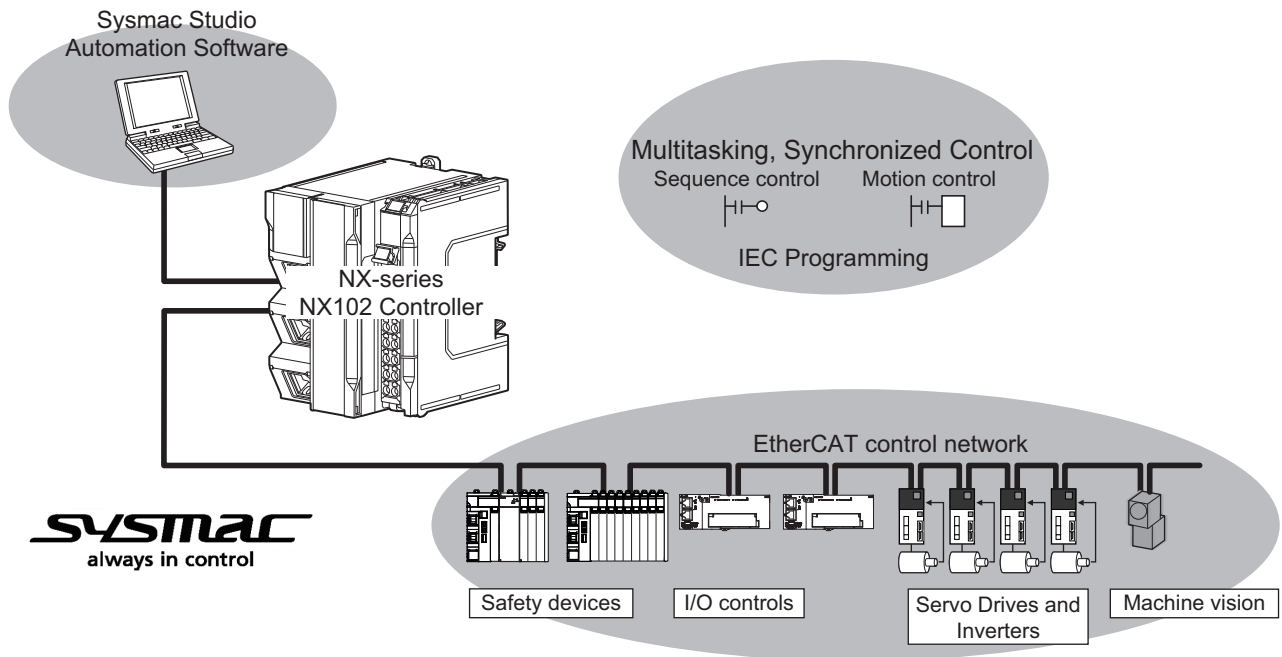 Sysmac Studio
Automation Software
Multitasking, Synchronized Control
Sequence control
Motion control
IEC Programming
NX-series
NX102 Controller
EtherCAT control network
sysmac
always in control
Safety devices
I/O controls
Servo Drives and
Inverters
Machine vision